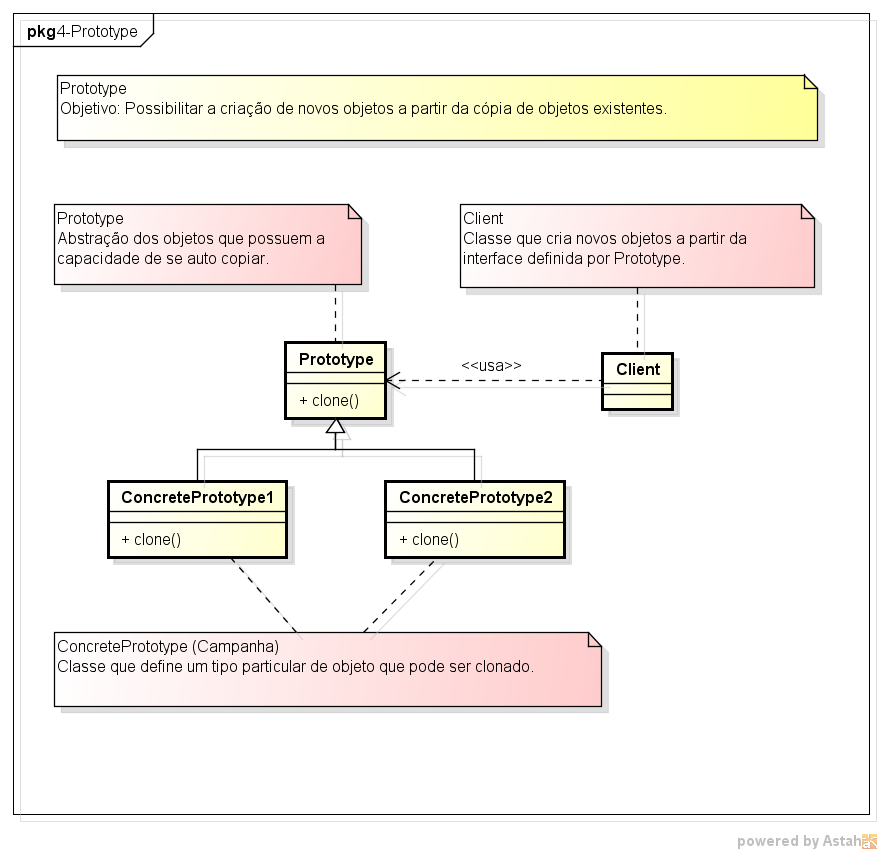 pkg 4-Prototype
Prototype
Objetivo: Possibilitar a criação de novos objetos a partir da cópia de objetos existentes.
Prototype
Abstração dos objetos que possuem a
capacidade de se auto copiar.
Client
Classe que cria novos objetos a partir da
interface definida por Prototype.
Prototype
+ clone()
<<usa>>
Client
ConcretePrototype1
+ clone()
ConcretePrototype2
+ clone()
ConcretePrototype (Campanha)
Classe que define um tipo particular de objeto que pode ser clonado.
powered by Astah